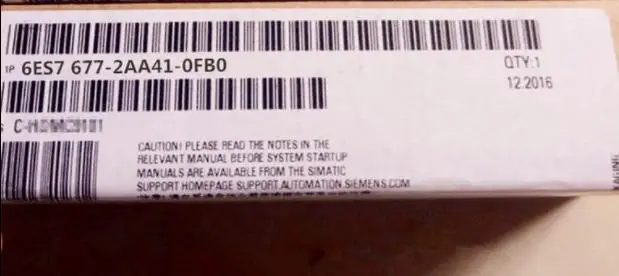 1P 6ES7 677-2AA41-0FB0
QTY:1
12.2016
CAUTION! PLEASE READ THE NOTES IN THE
RELEVANT MANUAL BEFORE SYSTEM STARTUP
MANUALS ARE AVAILABLE FROM THE SIMATIC
SUPPORT HOMEPAGE SUPPORT.AUTOMATION.SIEMENS.COM